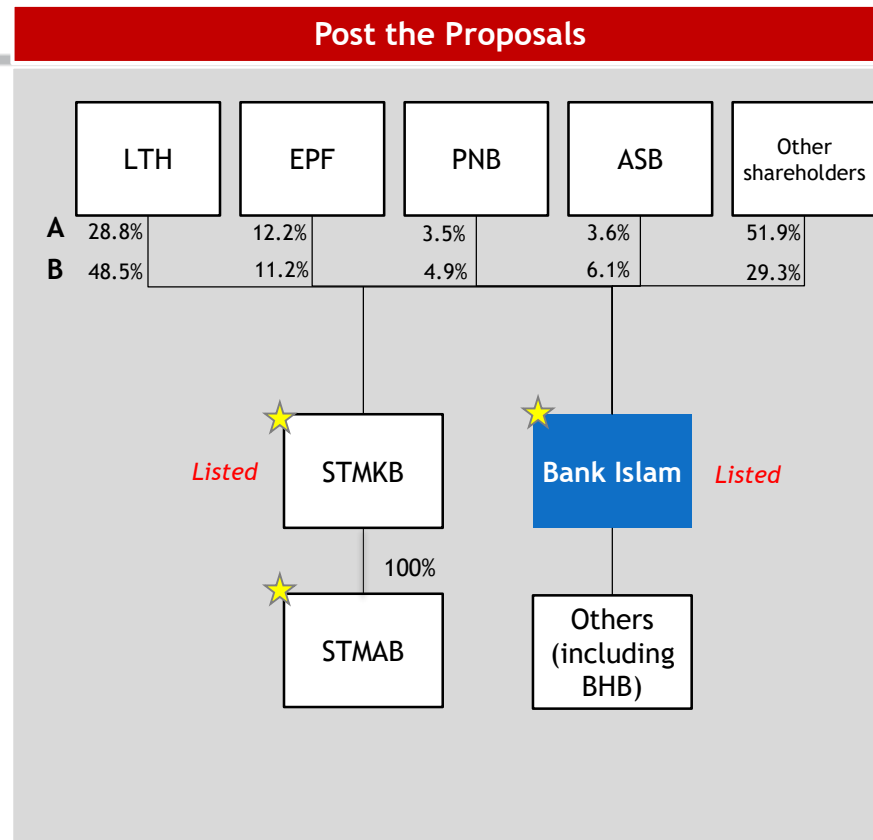 Post the Proposals
LTH
EPF
PNB
ASB
Other
shareholders
A 28.8% 12.2% 3.5% 3.6% 51.9%
B 48.5% 11.2% 4.9% 6.1% 29.3%
Listed
STMKB
Bank Islam
Listed
100%
STMAB
Others
(including
BHB)